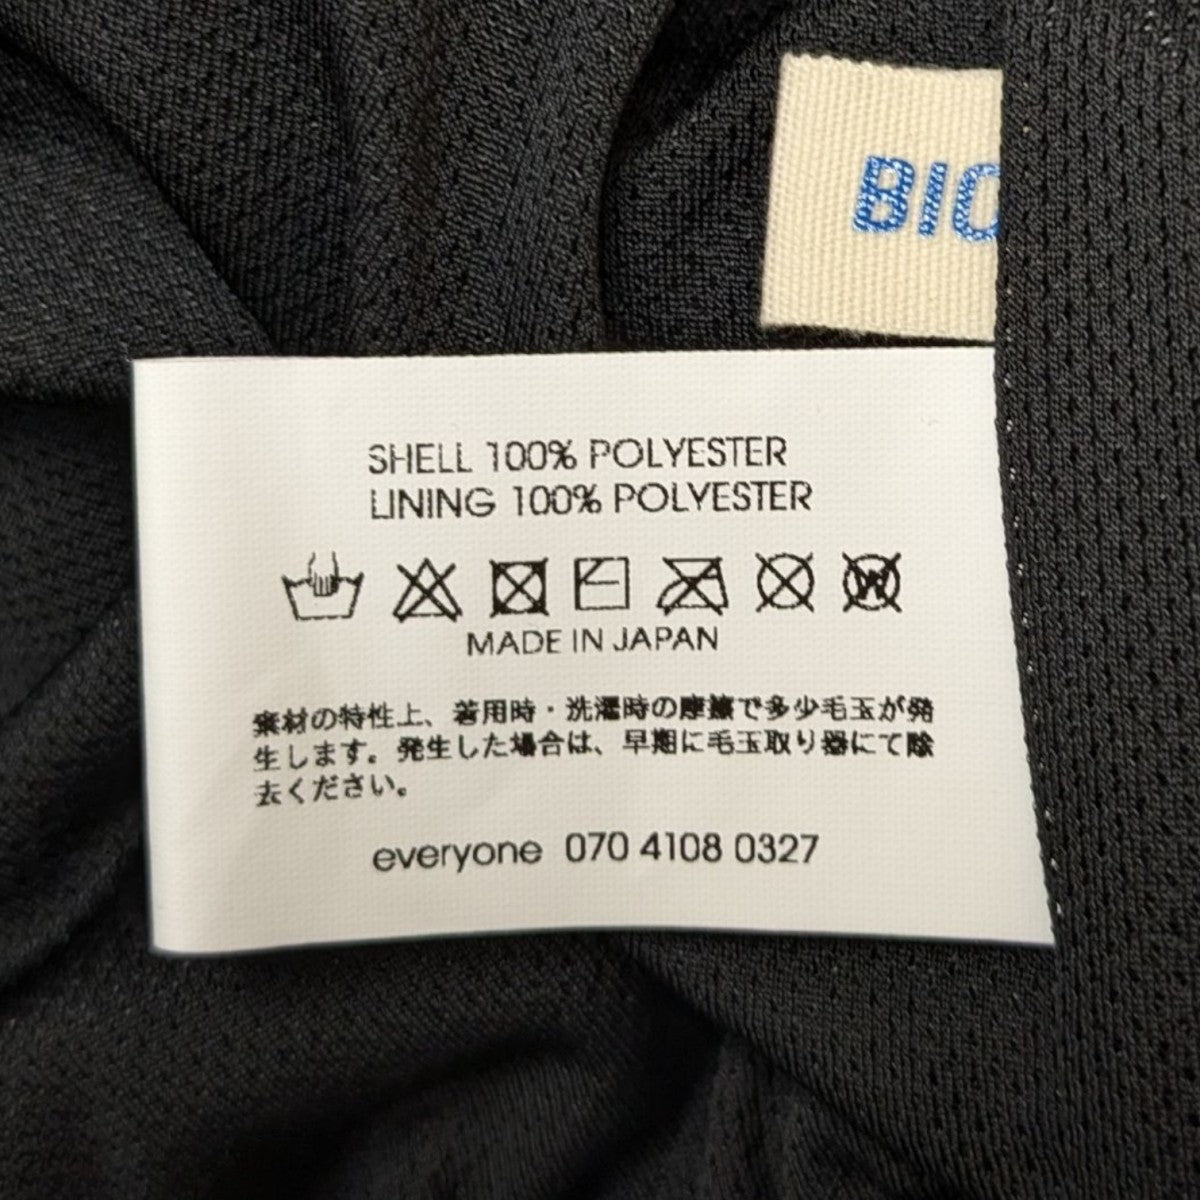 BIO
SHELL 100% POLYESTER
LINING 100% POLYESTER
W
MADE IN JAPAN
素材の特性上、着用時・洗濯時の摩擦で多少毛玉が発
生します。発生した場合は、早期に毛玉取り器にて除
去ください。
everyone 070 4108 0327